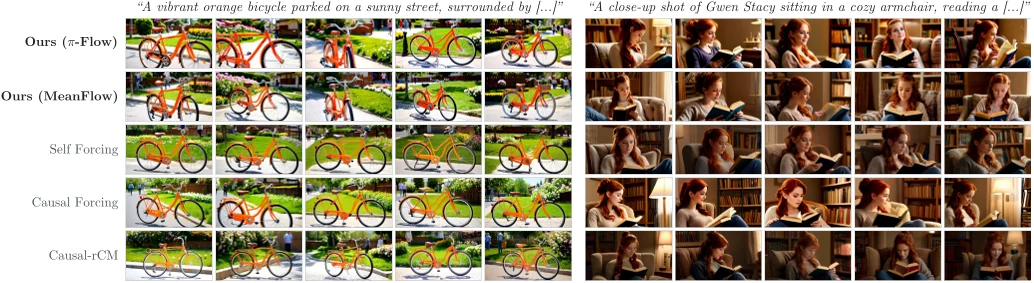 “A vibrant orange bicycle parked on a sunny street, surrounded by [...]”
“A close-up shot of Gwen Stacy sitting in a cozy armchair, reading a [...]”
Ours (π-Flow)
Ours (MeanFlow)
Self Forcing
Causal Forcing
Causal-rCM